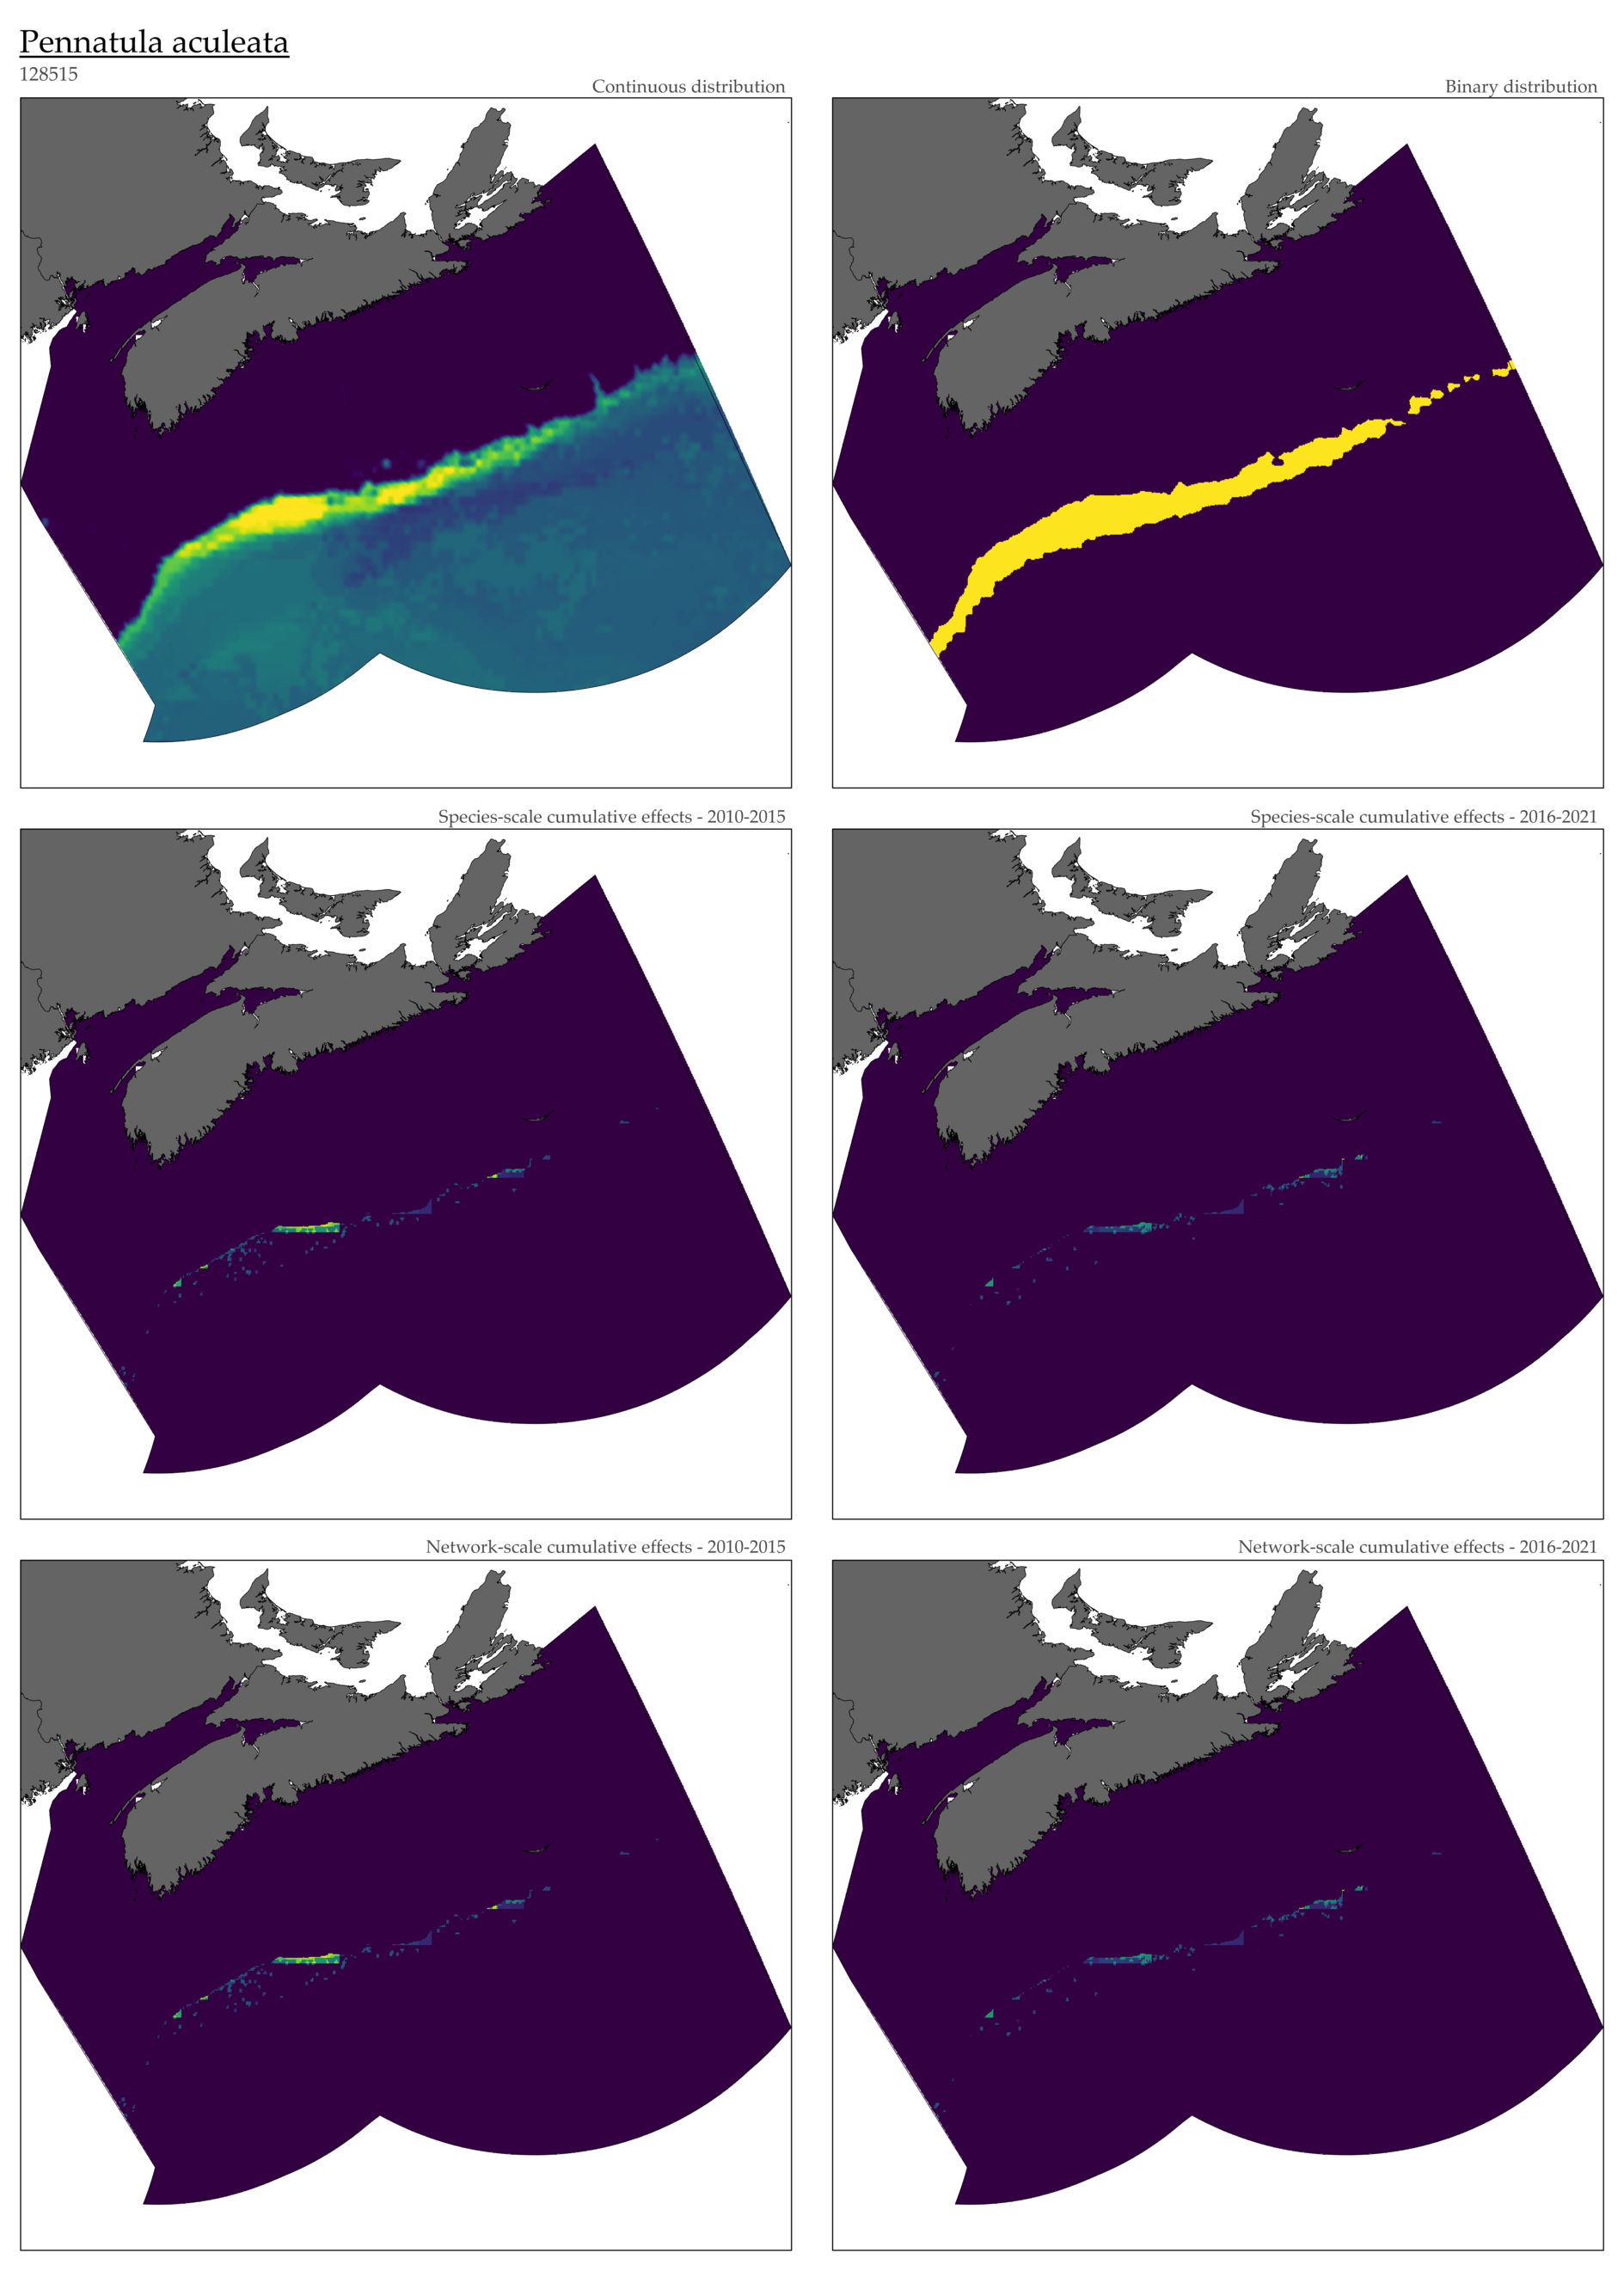 Pennatula aculeata
128515
Continuous distribution
Binary distribution
Species-scale cumulative effects - 2010-2015
Species-scale cumulative effects - 2016-2021
Network-scale cumulative effects - 2010-2015
Network-scale cumulative effects - 2016-2021